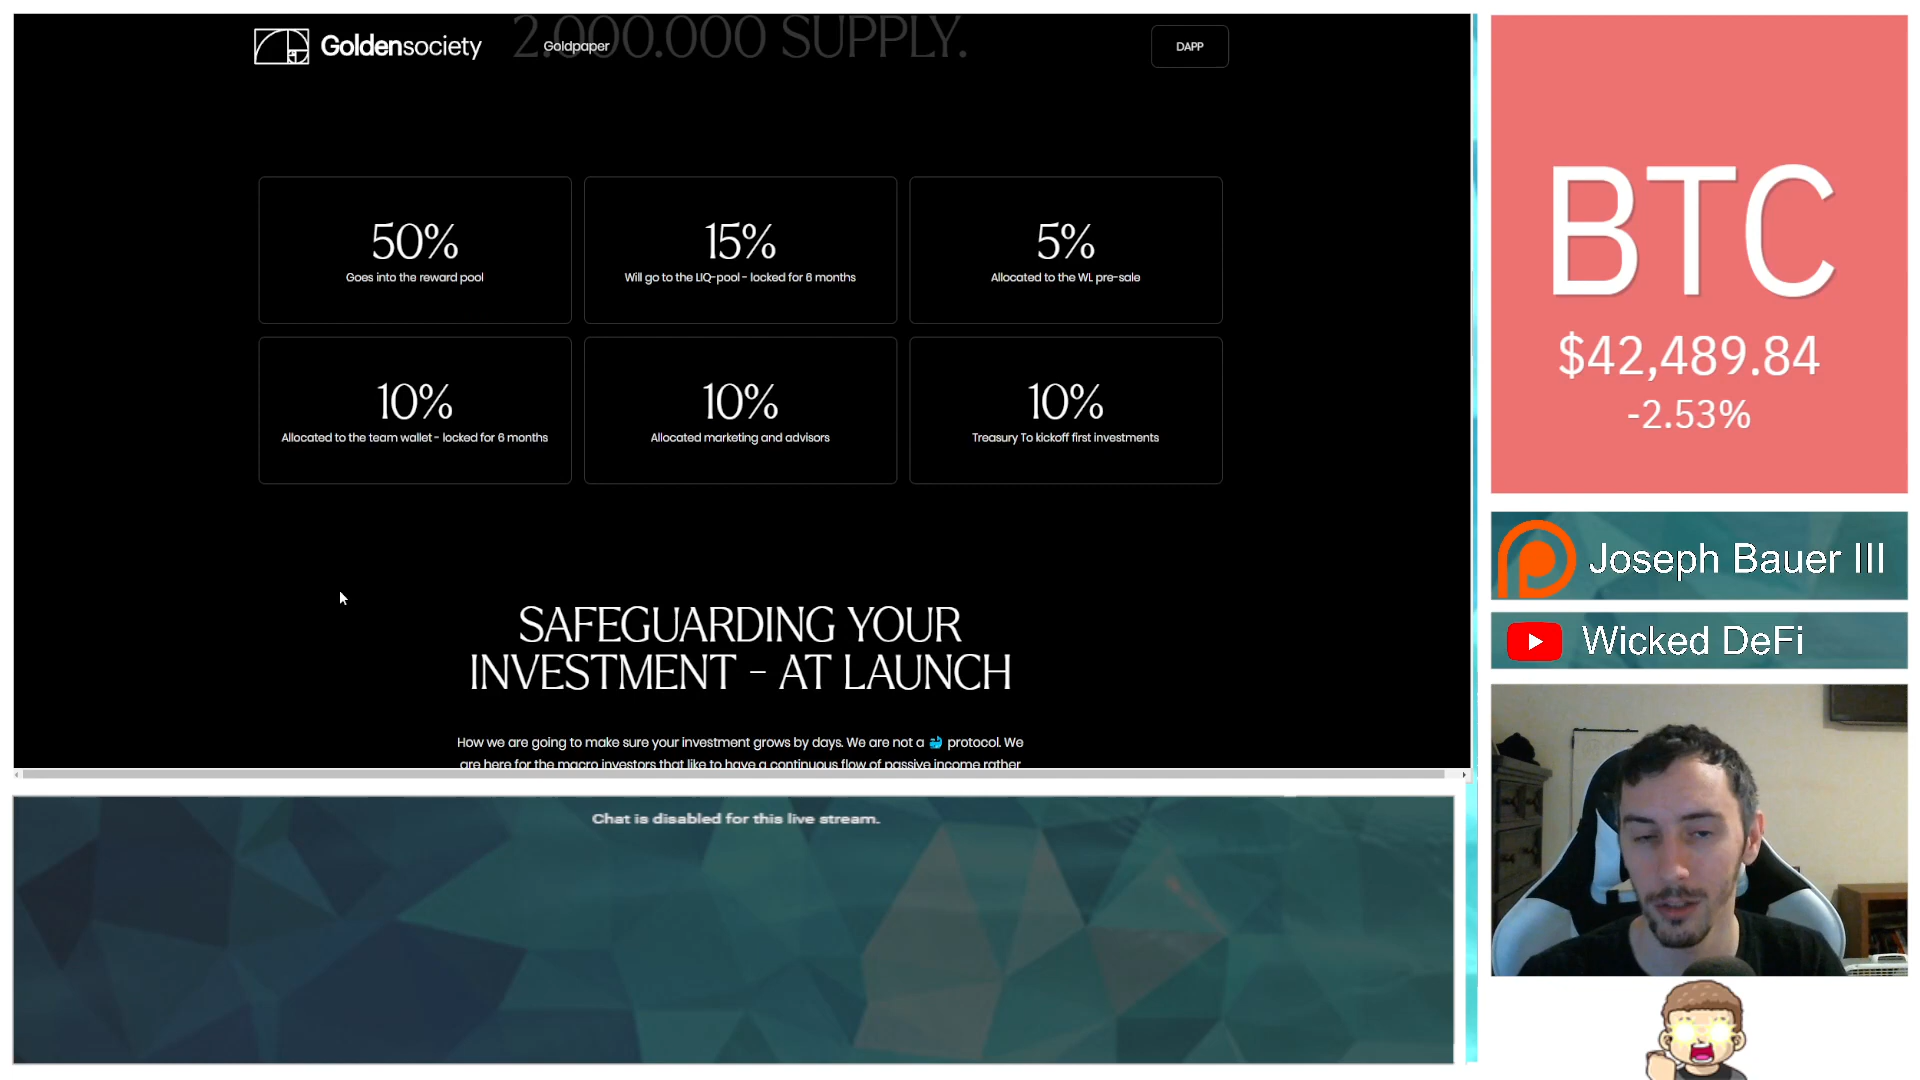 2.000.000 SUPPLY.
Goldensociety
Goldpaper
DAPP
50%
Goes into the reward pool
15%
Will go to the LIQ-pool - locked for 6 months
5%
Allocated to the WL pre-sale
10%
Allocated to the team wallet - locked for 6 months
10%
Allocated marketing and advisors
10%
Treasury To kickoff first investments
SAFEGUARDING YOUR
INVESTMENT - AT LAUNCH
How we are going to make sure your investment grows by days. We are not a protocol. We
are here for the macro investors that like to have a continuous flow of passive income rather
Chat is disabled for this live stream.
BTC
$42,489.84
-2.53%
Joseph Bauer III
Wicked DeFi